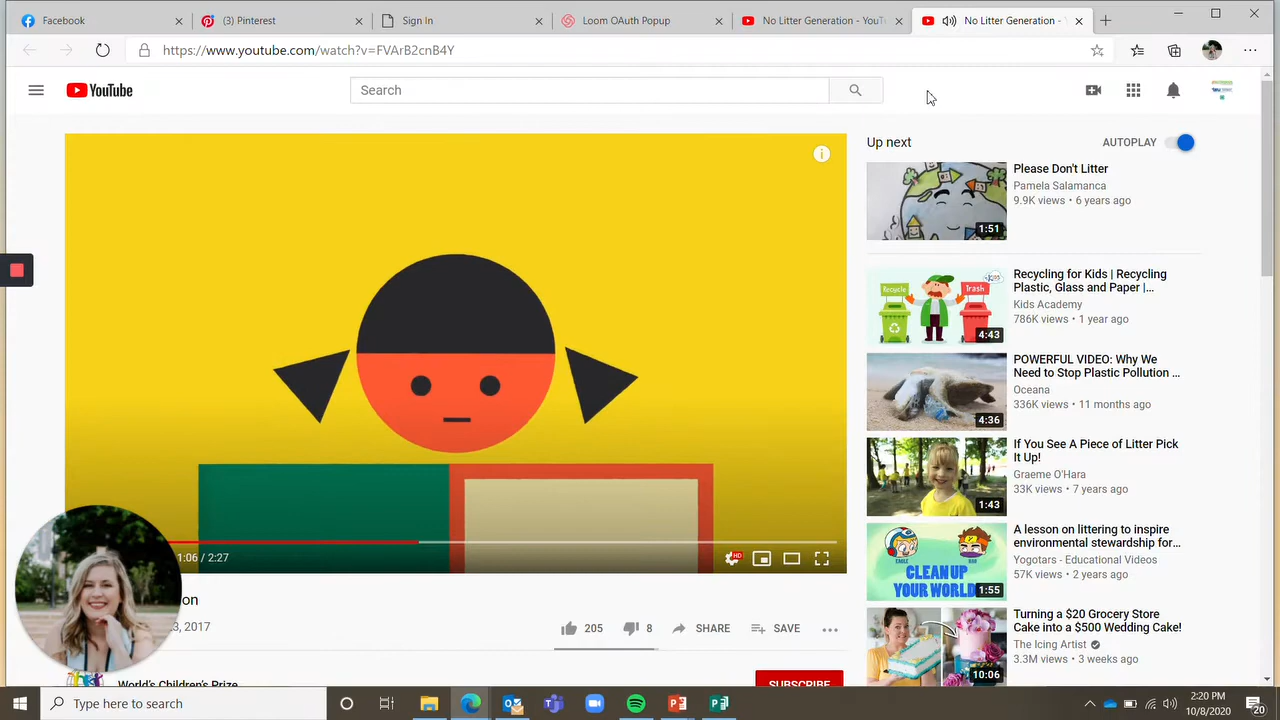 Facebook
(3) Pinterest
Sign In
Loom OAuth Popup
No Litter Generation - YouT
No Litter Generation - Y
https://www.youtube.com/watch?v=FVArB2cnB4Y
YouTube
Search
Up next
AUTOPLAY
Please Don't Litter
Pamela Salamanca
9.9K views • 6 years ago
1:51
Recycling for Kids | Recycling
Plastic, Glass and Paper |...
Kids Academy
786K views • 1 year ago
Recycle
Trash
4:43
POWERFUL VIDEO: Why We
Need to Stop Plastic Pollution ...
Oceana
336K views • 11 months ago
4:36
If You See A Piece of Litter Pick
It Up!
Graeme O'Hara
33K views • 7 years ago
1:43
A lesson on littering to inspire
environmental stewardship for...
Yogotars - Educational Videos
57K views • 2 years ago
EAGLE
CLEAN UP
YOUR WORLD
1:55
Turning a $20 Grocery Store
Cake into a $500 Wedding Cake!
The Icing Artist
3.3M views • 3 weeks ago
10:06
1:06 / 2:27
HD
on
3, 2017
205
8
SHARE
SAVE
World's Children's Prize
SUBSCRIBE
Type here to search
2:20 PM
10/8/2020
20